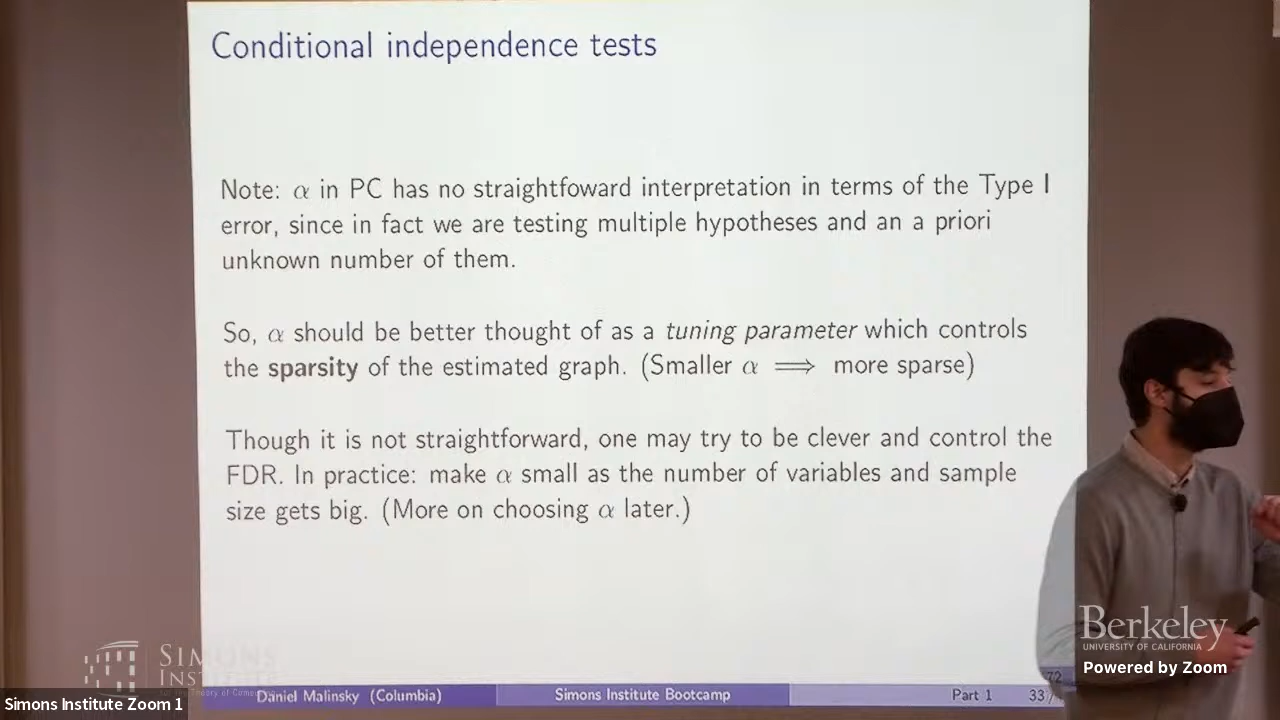 Conditional independence tests
Note: α in PC has no straightfoward interpretation in terms of the Type I
error, since in fact we are testing multiple hypotheses and an a priori
unknown number of them.
So, α should be better thought of as a tuning parameter which controls
the sparsity of the estimated graph. (Smaller α ⟹ more sparse)
Though it is not straightforward, one may try to be clever and control the
FDR. In practice: make α small as the number of variables and sample
size gets big. (More on choosing α later.)
Berkeley
UNIVERSITY OF CALIFORNIA
Powered by Zoom
SIMONS
INSTITUTE
Daniel Malinsky (Columbia)
Simons Institute Bootcamp
Part 1
33 /
72
Simons Institute Zoom 1